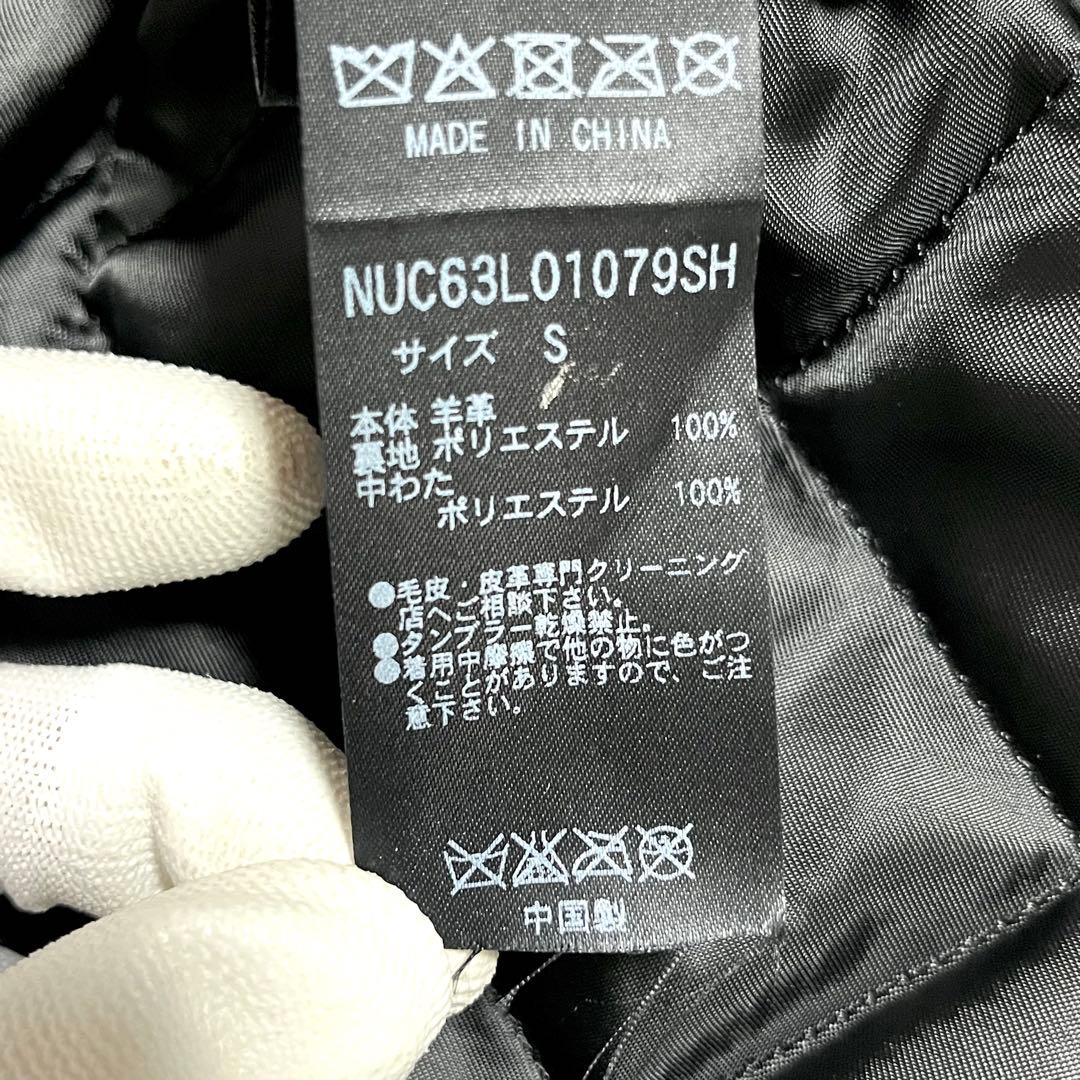 MADE IN CHINA
NUC63L01079SH
サイズ S
本体 羊革
裏地 ポリエステル 100%
中わた
ポリエステル 100%
●毛皮・皮革専門クリーニング
店へご相談下さい。
●タンブラー乾燥禁止。
●着用中摩擦で他の物に色がつ
くことがありますので、ご注
意下さい。
中国製